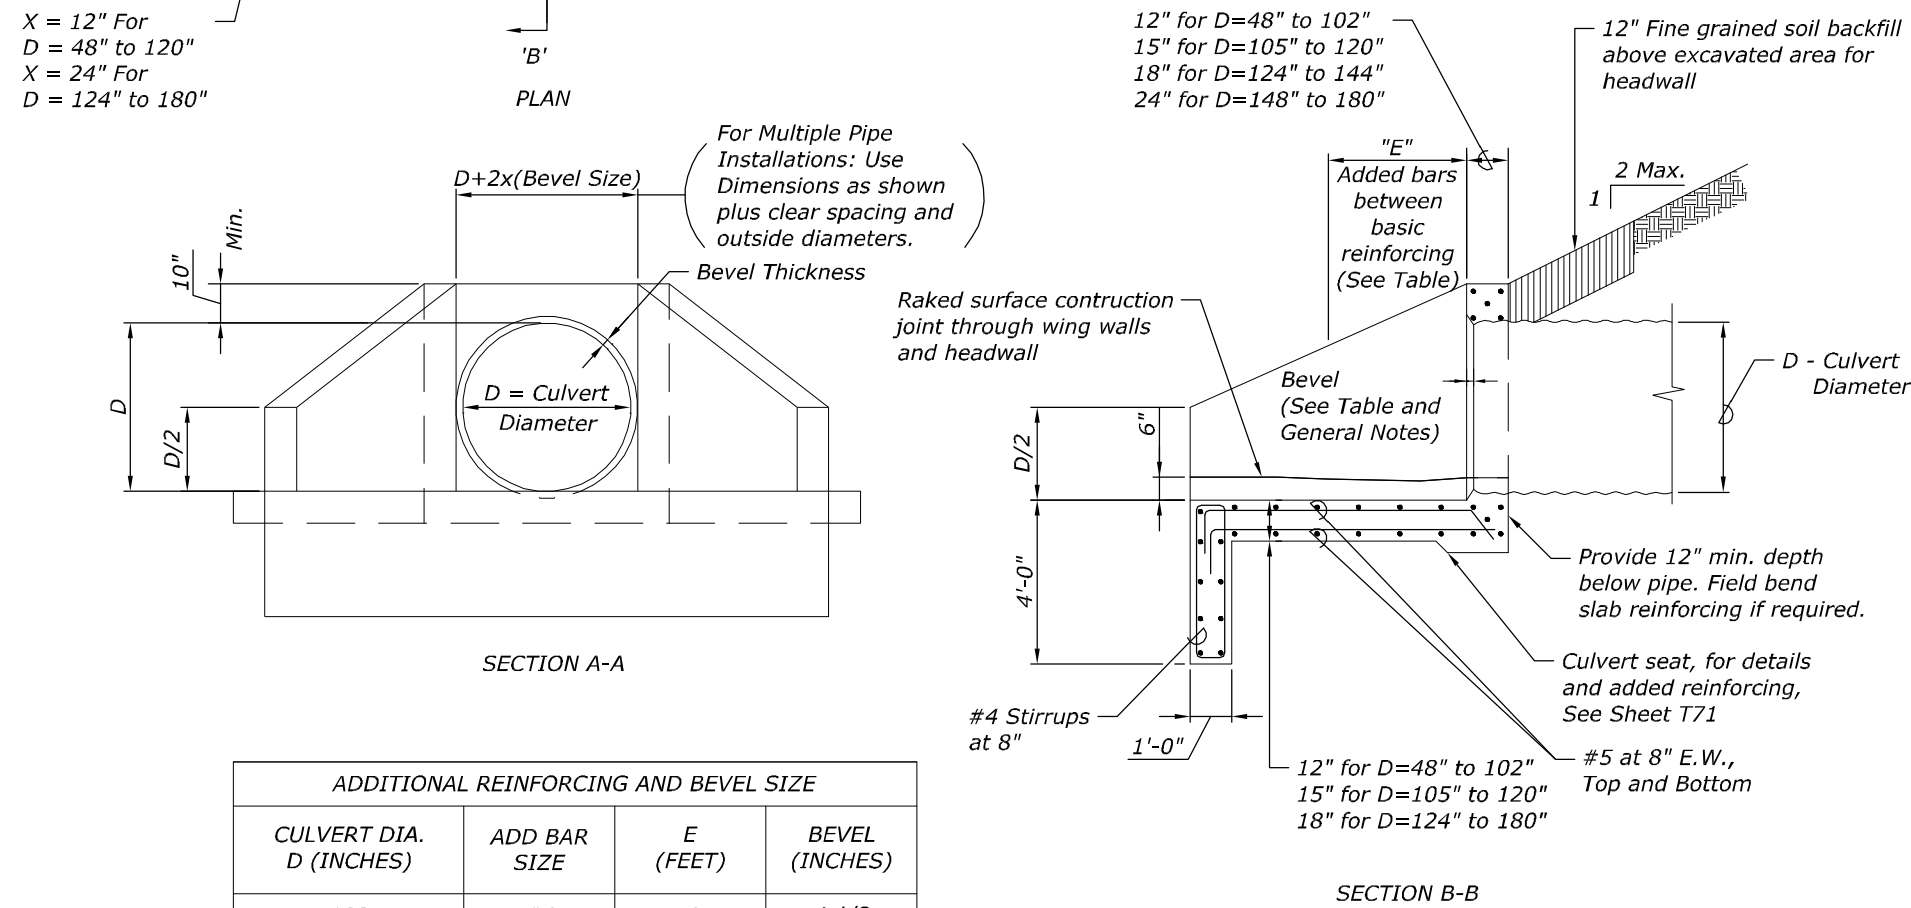 X = 12" For
D = 48" to 120"
X = 24" For
D = 124" to 180"
'B'
PLAN
12" for D=48" to 102"
15" for D=105" to 120"
18" for D=124" to 144"
24" for D=148" to 180"
12" Fine grained soil backfill
above excavated area for
headwall
For Multiple Pipe
Installations: Use
Dimensions as shown
plus clear spacing and
outside diameters.
D+2x(Bevel Size)
Min.
10"
Bevel Thickness
D
D/2
D = Culvert
Diameter
SECTION A-A
"E"
Added bars
between
basic
reinforcing
(See Table)
2 Max.
1
Raked surface contruction
joint through wing walls
and headwall
Bevel
(See Table and
General Notes)
D - Culvert
Diameter
D/2
6"
4'-0"
Provide 12" min. depth
below pipe. Field bend
slab reinforcing if required.
Culvert seat, for details
and added reinforcing,
See Sheet T71
#4 Stirrups
at 8"
1'-0"
#5 at 8" E.W.,
Top and Bottom
12" for D=48" to 102"
15" for D=105" to 120"
18" for D=124" to 180"
SECTION B-B
ADDITIONAL REINFORCING AND BEVEL SIZE
CULVERT DIA.
D (INCHES)
ADD BAR
SIZE
E
(FEET)
BEVEL
(INCHES)